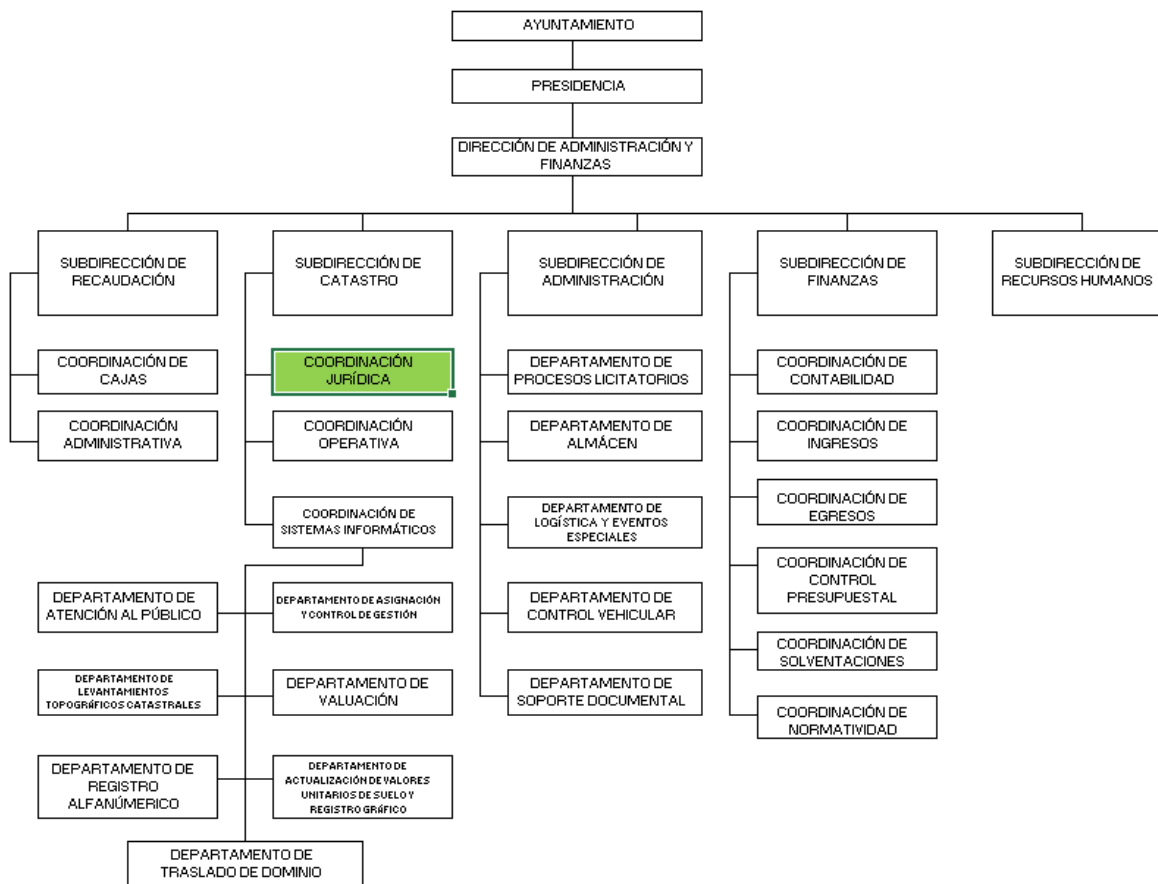 AYUNTAMIENTO
PRESIDENCIA
DIRECCIÓN DE ADMINISTRACIÓN Y
FINANZAS
SUBDIRECCIÓN DE
RECAUDACIÓN
SUBDIRECCIÓN DE
CATASTRO
SUBDIRECCIÓN DE
ADMINISTRACIÓN
SUBDIRECCIÓN DE
FINANZAS
SUBDIRECCIÓN DE
RECURSOS HUMANOS
COORDINACIÓN DE
CAJAS
COORDINACIÓN
JURÍDICA
DEPARTAMENTO DE
PROCESOS LICITATORIOS
COORDINACIÓN DE
CONTABILIDAD
COORDINACIÓN
ADMINISTRATIVA
COORDINACIÓN
OPERATIVA
DEPARTAMENTO DE
ALMÁCEN
COORDINACIÓN DE
INGRESOS
COORDINACIÓN DE
SISTEMAS INFORMÁTICOS
DEPARTAMENTO DE
LOGÍSTICA Y EVENTOS
ESPECIALES
COORDINACIÓN DE
EGRESOS
DEPARTAMENTO DE
ATENCIÓN AL PÚBLICO
DEPARTAMENTO DE ASIGNACIÓN
Y CONTROL DE GESTIÓN
DEPARTAMENTO DE
CONTROL VEHICULAR
COORDINACIÓN DE
CONTROL
PRESUPUESTAL
DEPARTAMENTO DE
LEVANTAMIENTOS
TOPOGRÁFICOS CATASTRALES
DEPARTAMENTO DE
VALUACIÓN
DEPARTAMENTO DE
SOPORTE DOCUMENTAL
COORDINACIÓN DE
SOLVENTACIONES
COORDINACIÓN DE
NORMATIVIDAD
DEPARTAMENTO DE
REGISTRO
ALFANÚMERICO
DEPARTAMENTO DE
ACTUALIZACIÓN DE VALORES
UNITARIOS DE SUELO Y
REGISTRO GRÁFICO
DEPARTAMENTO DE
TRASLADO DE DOMINIO